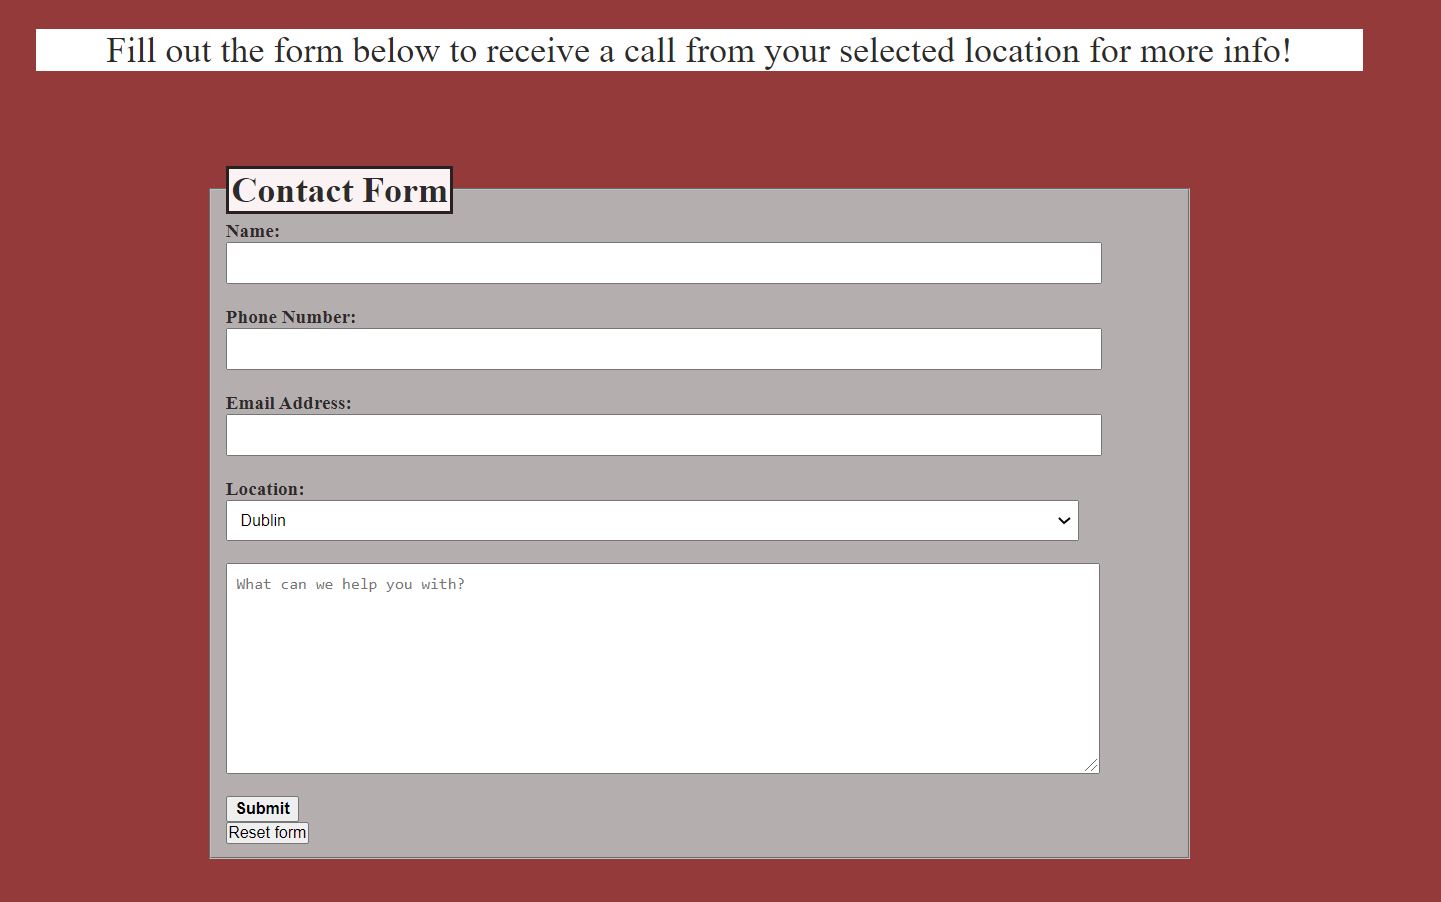 Fill out the form below to receive a call from your selected location for more info!
Contact Form
Name:
Phone Number:
Email Address:
Location:
Dublin
What can we help you with?
Submit
Reset form